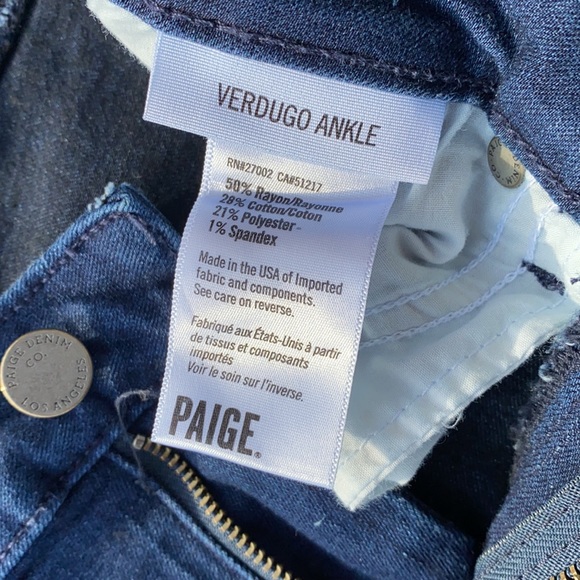 VERDUGO ANKLE
RN#27002 CA#51217
50% Rayon/Rayonne
28% Cotton/Coton
21% Polyester
1% Spandex
Made in the USA of Imported
fabric and components.
See care on reverse.
Fabriqué aux États-Unis à partir
de tissus et composants
importés
Voir le soin sur l'inverse.
PAIGE®
PAIGE DENIM
CO.
LOS ANGELES